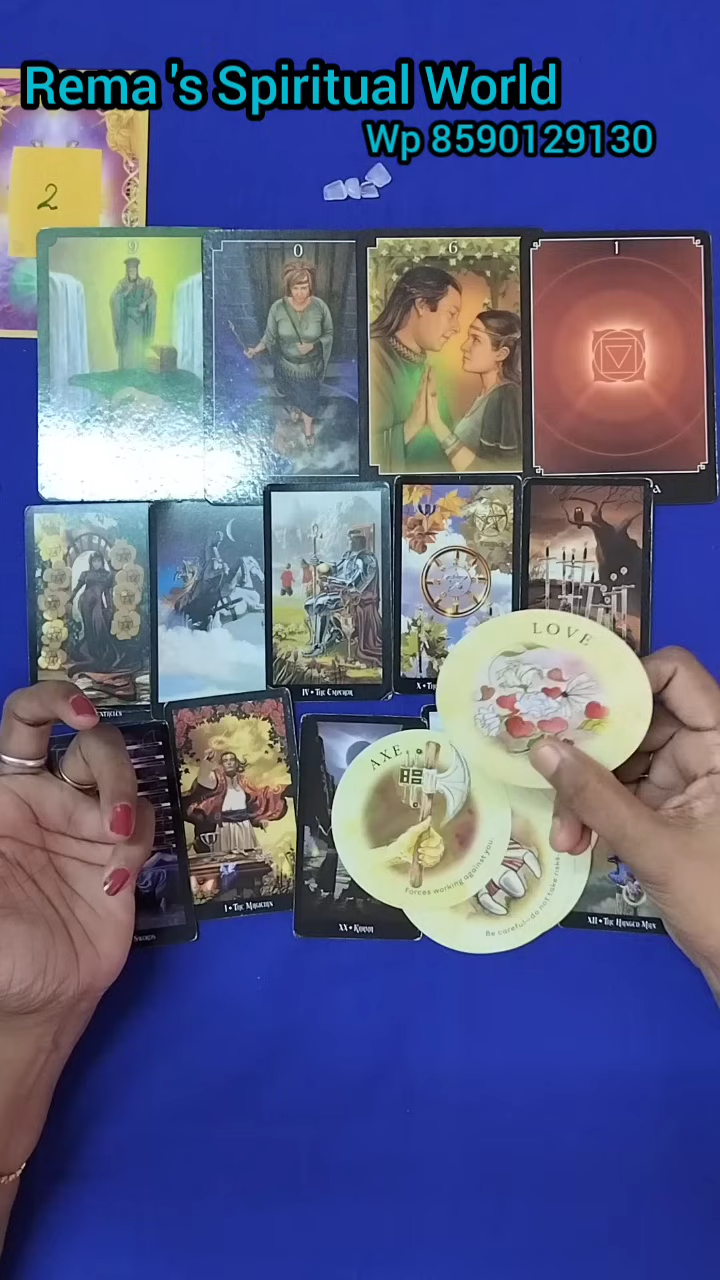 Rema 's Spiritual World
Wp 8590129130
2
9
0
6
1
IV • The Emperor
LOVE
AXE
Forces working against you.
Be careful—do not take risks.
I • The Magician
XX • Karma
XII • The Hanged Man